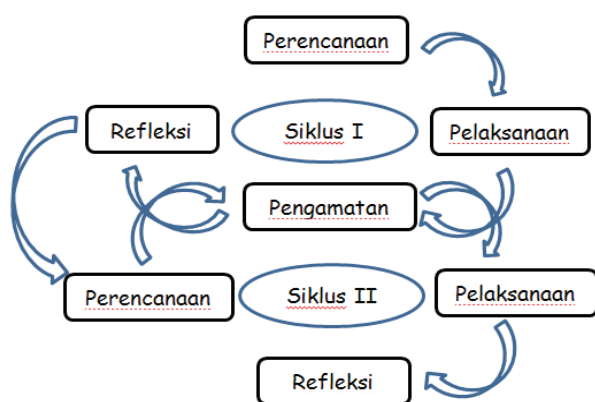 Perencanaan
Refleksi
Siklus I
Pelaksanaan
Pengamatan
Perencanaan
Siklus II
Pelaksanaan
Refleksi